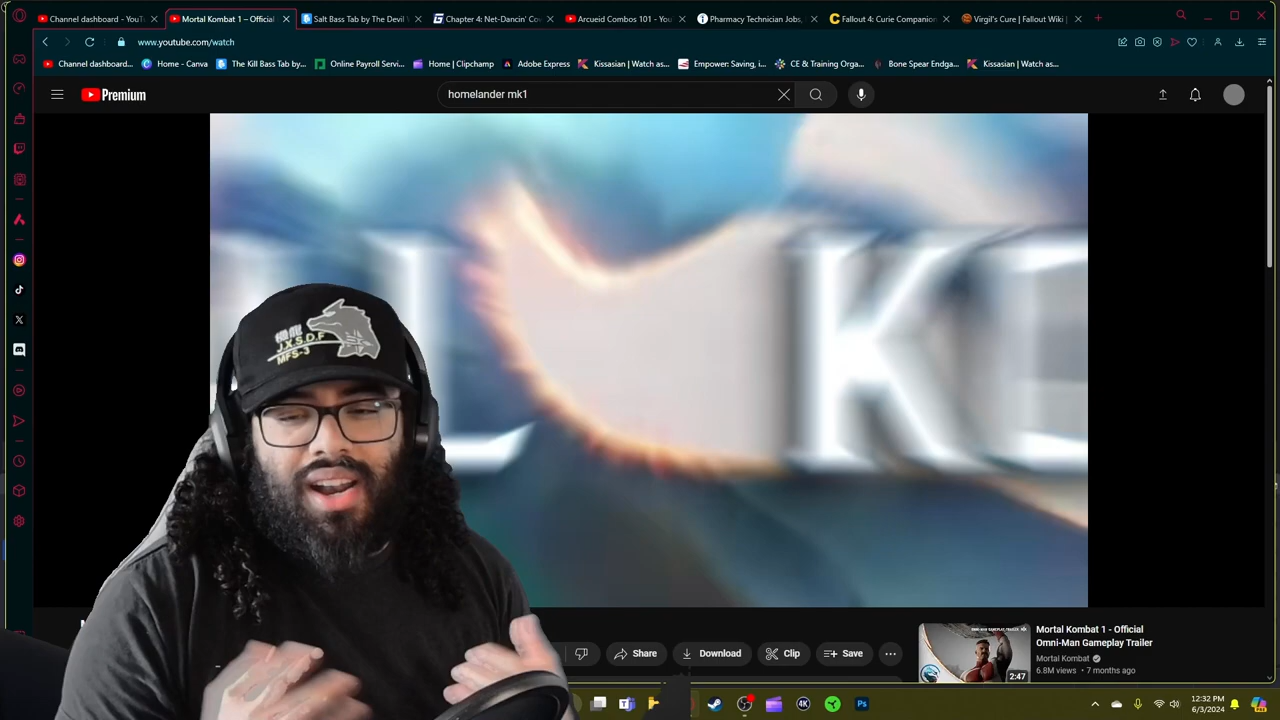 Channel dashboard - YouTu
Mortal Kombat 1 – Official
Salt Bass Tab by The Devil
Chapter 4: Net-Dancin' Co
Arcueid Combos 101 - You
Pharmacy Technician Jobs,
Fallout 4: Curie Companion
Virgil's Cure | Fallout Wiki |
www.youtube.com/watch
Channel dashboard...
Home - Canva
The Kill Bass Tab by...
Online Payroll Servi...
Home | Clipchamp
Adobe Express
Kissasian | Watch as...
Empower: Saving, i...
CE & Training Orga...
Bone Spear Endga...
Kissasian | Watch as...
Premium
homelander mk1
L KE
J.X.S.D.F
MFS-3
Share
Download
Clip
Save
2:47
Mortal Kombat 1 - Official
Omni-Man Gameplay Trailer
Mortal Kombat
6.8M views • 7 months ago
4K
Ps
12:32 PM
6/3/2024